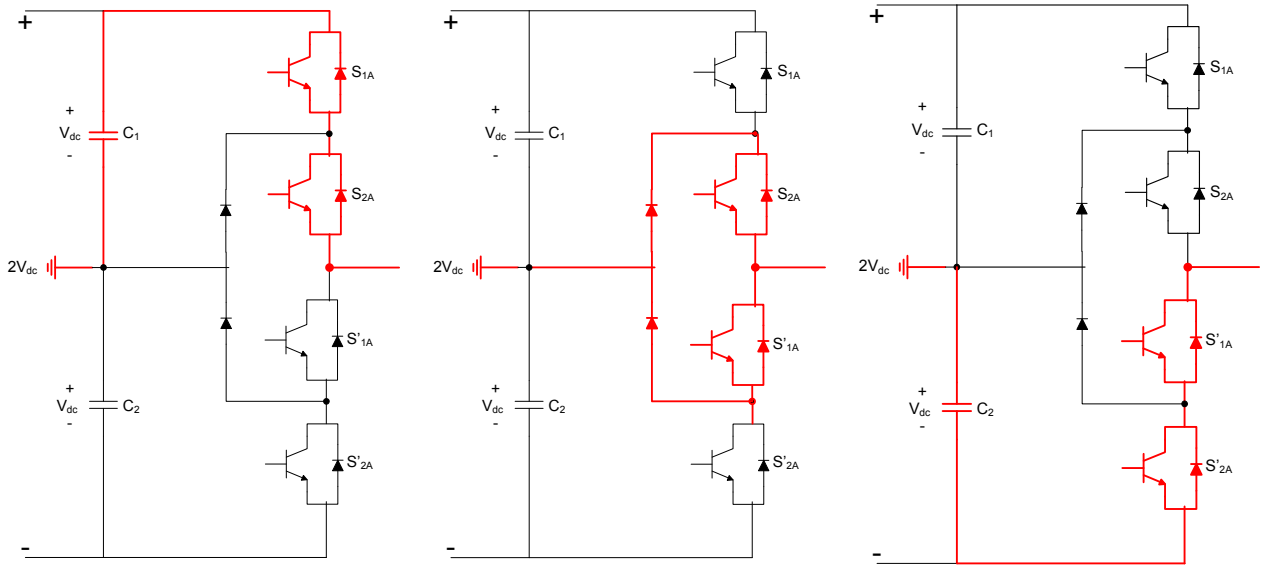 +
S1A
+
Vdc C1
-
S2A
2Vdc
S'1A
+
Vdc C2
-
S'2A
-
+
S1A
+
Vdc C1
-
S2A
2Vdc
S'1A
+
Vdc C2
-
S'2A
-
+
S1A
+
Vdc C1
-
S2A
2Vdc
S'1A
+
Vdc C2
-
S'2A
-